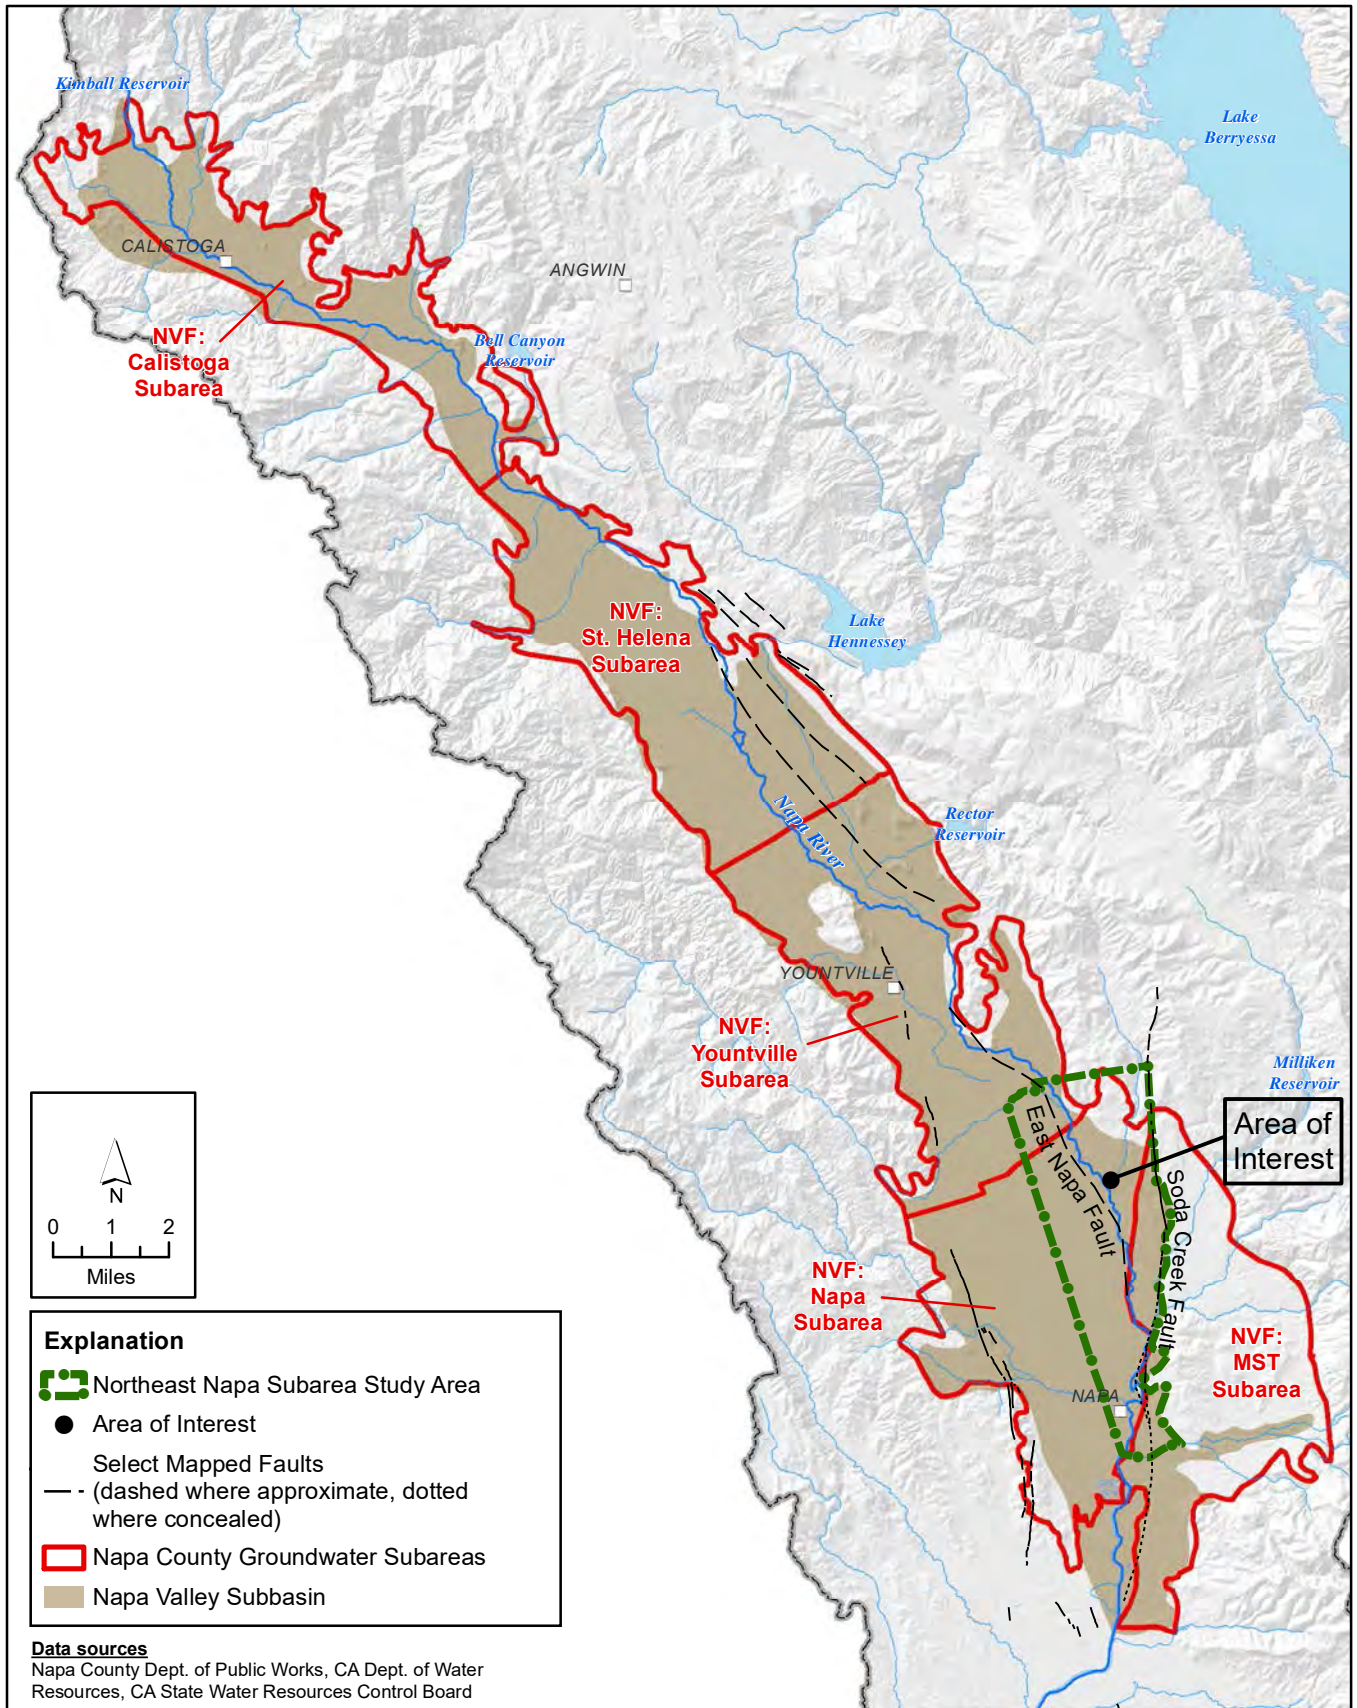 Kimball Reservoir
Lake
Berryessa
CALISTOGA
ANGWIN
NVF:
Calistoga
Subarea
Bell Canyon
Reservoir
NVF:
St. Helena
Subarea
Lake
Hennessey
Napa River
Rector
Reservoir
YOUNTVILLE
NVF:
Yountville
Subarea
Milliken
Reservoir
Area of
Interest
East Napa Fault
Soda Creek Fault
NVF:
Napa
Subarea
NVF:
MST
Subarea
NAPA
N
0 1 2
Miles
Explanation
Northeast Napa Subarea Study Area
Area of Interest
Select Mapped Faults
(dashed where approximate, dotted
where concealed)
Napa County Groundwater Subareas
Napa Valley Subbasin
Data sources
Napa County Dept. of Public Works, CA Dept. of Water
Resources, CA State Water Resources Control Board